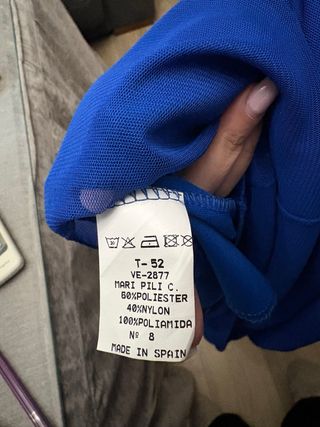 T-52
VE-2877
MARI PILI C.
60%POLIESTER
40%NYLON
100%POLIAMIDA
Nº 8
MADE IN SPAIN